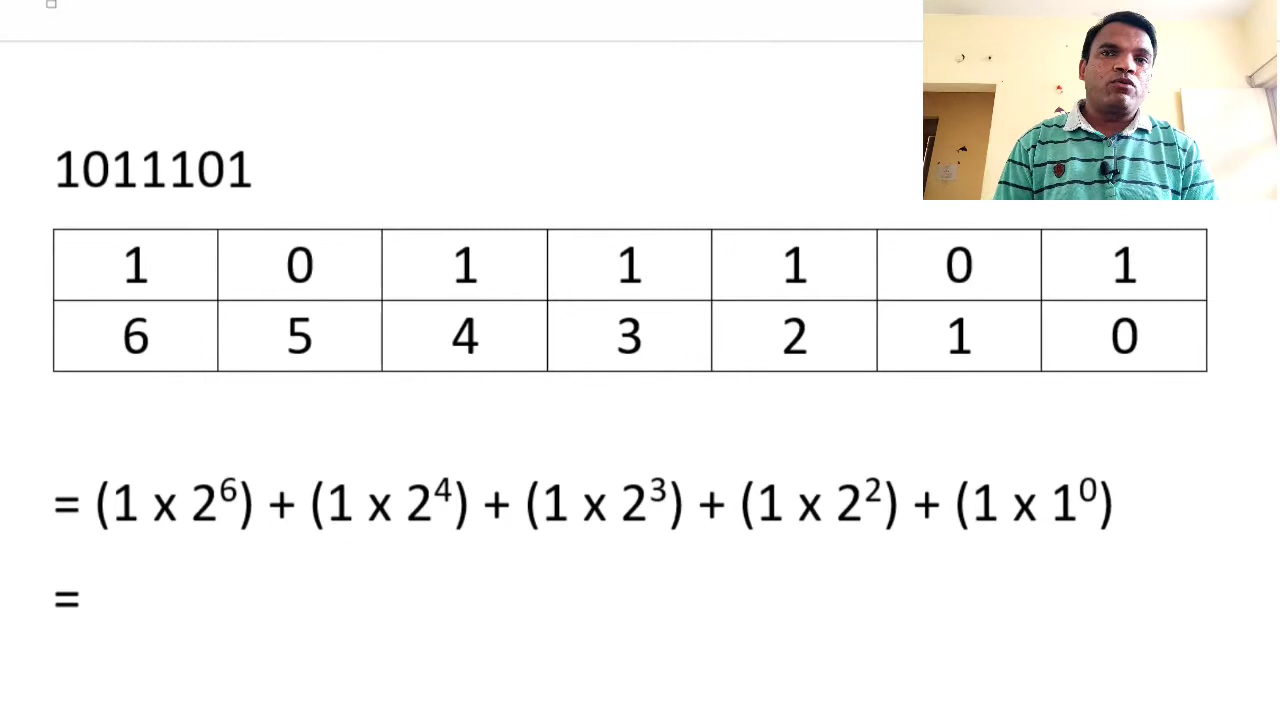 1011101
1 0 1 1 1 0 1
6 5 4 3 2 1 0
= (1 x 2⁶) + (1 x 2⁴) + (1 x 2³) + (1 x 2²) + (1 x 1⁰)
=